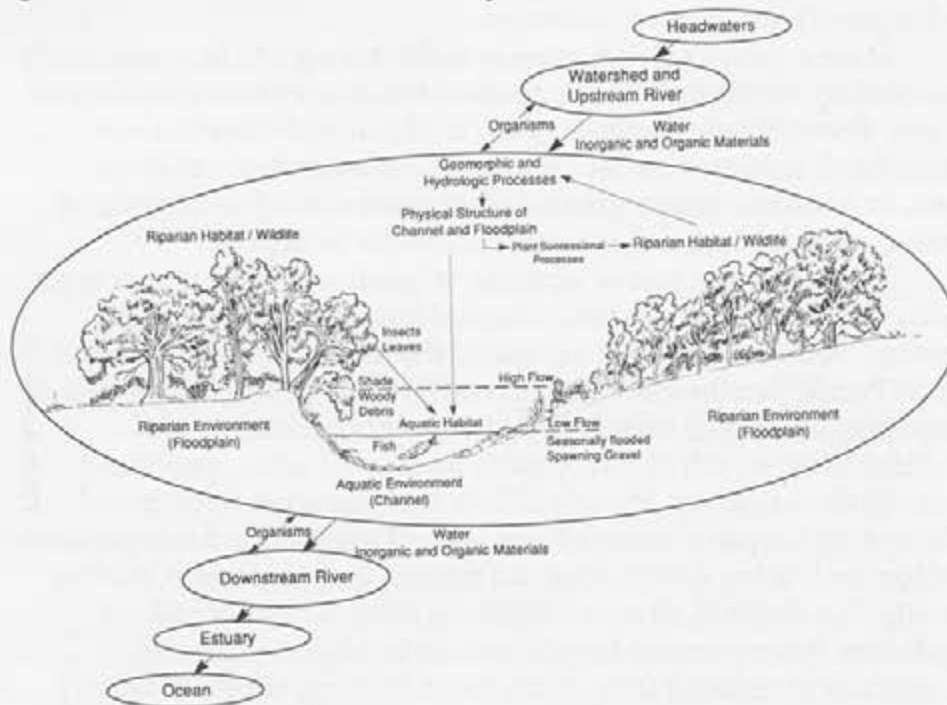 Headwaters
Watershed and
Upstream River
Organisms
Water
Inorganic and Organic Materials
Geomorphic and
Hydrologic Processes
Physical Structure of
Channel and Floodplain
Plant Successional
Processes
Riparian Habitat / Wildlife
Riparian Habitat / Wildlife
Insects
Leaves
Shade
Woody
Debris
High Flow
Aquatic Habitat
Low Flow
Fish
Seasonally flooded
Spawning Gravel
Riparian Environment
(Floodplain)
Riparian Environment
(Floodplain)
Aquatic Environment
(Channel)
Organisms
Water
Inorganic and Organic Materials
Downstream River
Estuary
Ocean